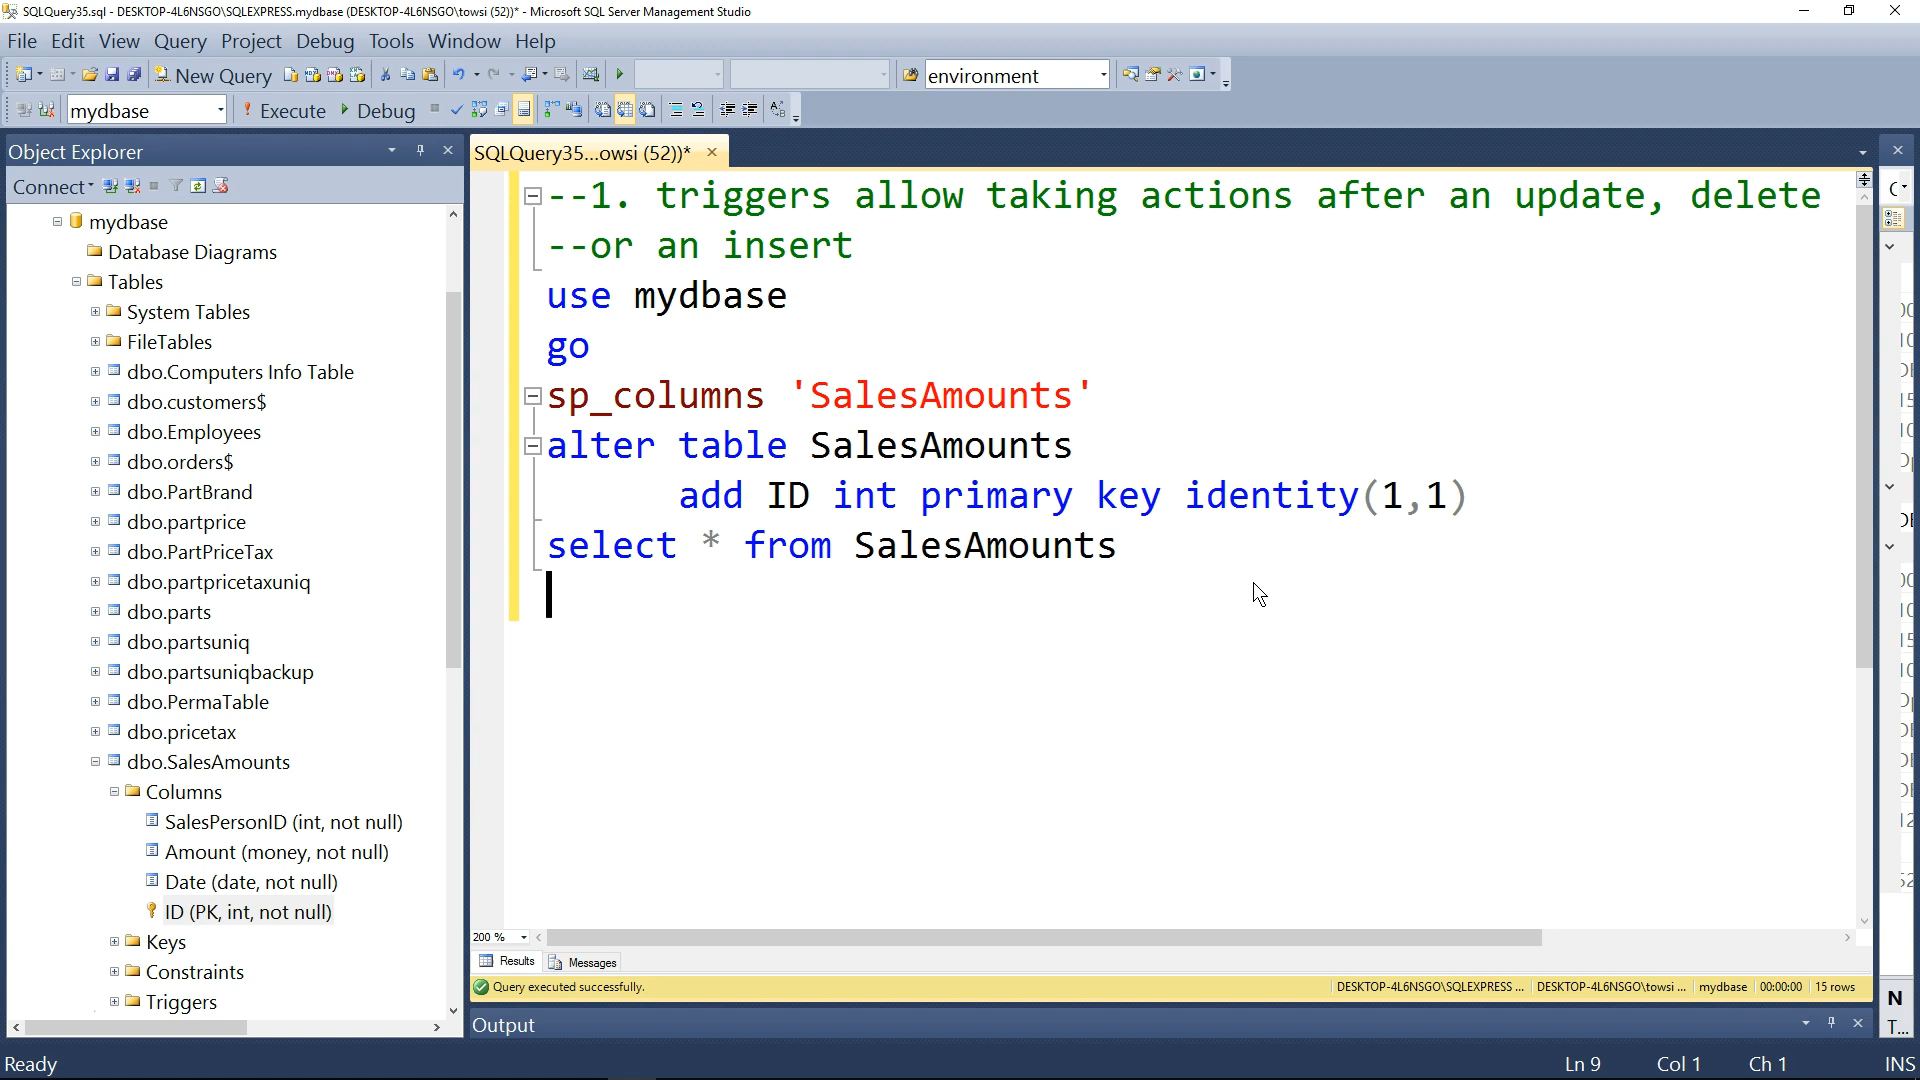 SQLQuery35.sql - DESKTOP-4L6NSGO\SQLEXPRESS.mydbase (DESKTOP-4L6NSGO\towsi (52))* - Microsoft SQL Server Management Studio
File Edit View Query Project Debug Tools Window Help
New Query environment
mydbase Execute Debug
Object Explorer
Connect
mydbase
Database Diagrams
Tables
System Tables
FileTables
dbo.Computers Info Table
dbo.customers$
dbo.Employees
dbo.orders$
dbo.PartBrand
dbo.partprice
dbo.PartPriceTax
dbo.partpricetaxuniq
dbo.parts
dbo.partsuniq
dbo.partsuniqbackup
dbo.PermaTable
dbo.pricetax
dbo.SalesAmounts
Columns
SalesPersonID (int, not null)
Amount (money, not null)
Date (date, not null)
ID (PK, int, not null)
Keys
Constraints
Triggers
SQLQuery35...owsi (52))*
--1. triggers allow taking actions after an update, delete
--or an insert
use mydbase
go
sp_columns 'SalesAmounts'
alter table SalesAmounts
add ID int primary key identity(1,1)
select * from SalesAmounts
200 %
Results Messages
Query executed successfully. DESKTOP-4L6NSGO\SQLEXPRESS ... DESKTOP-4L6NSGO\towsi ... mydbase 00:00:00 15 rows
Output
N
T...
Ready Ln 9 Col 1 Ch 1 INS